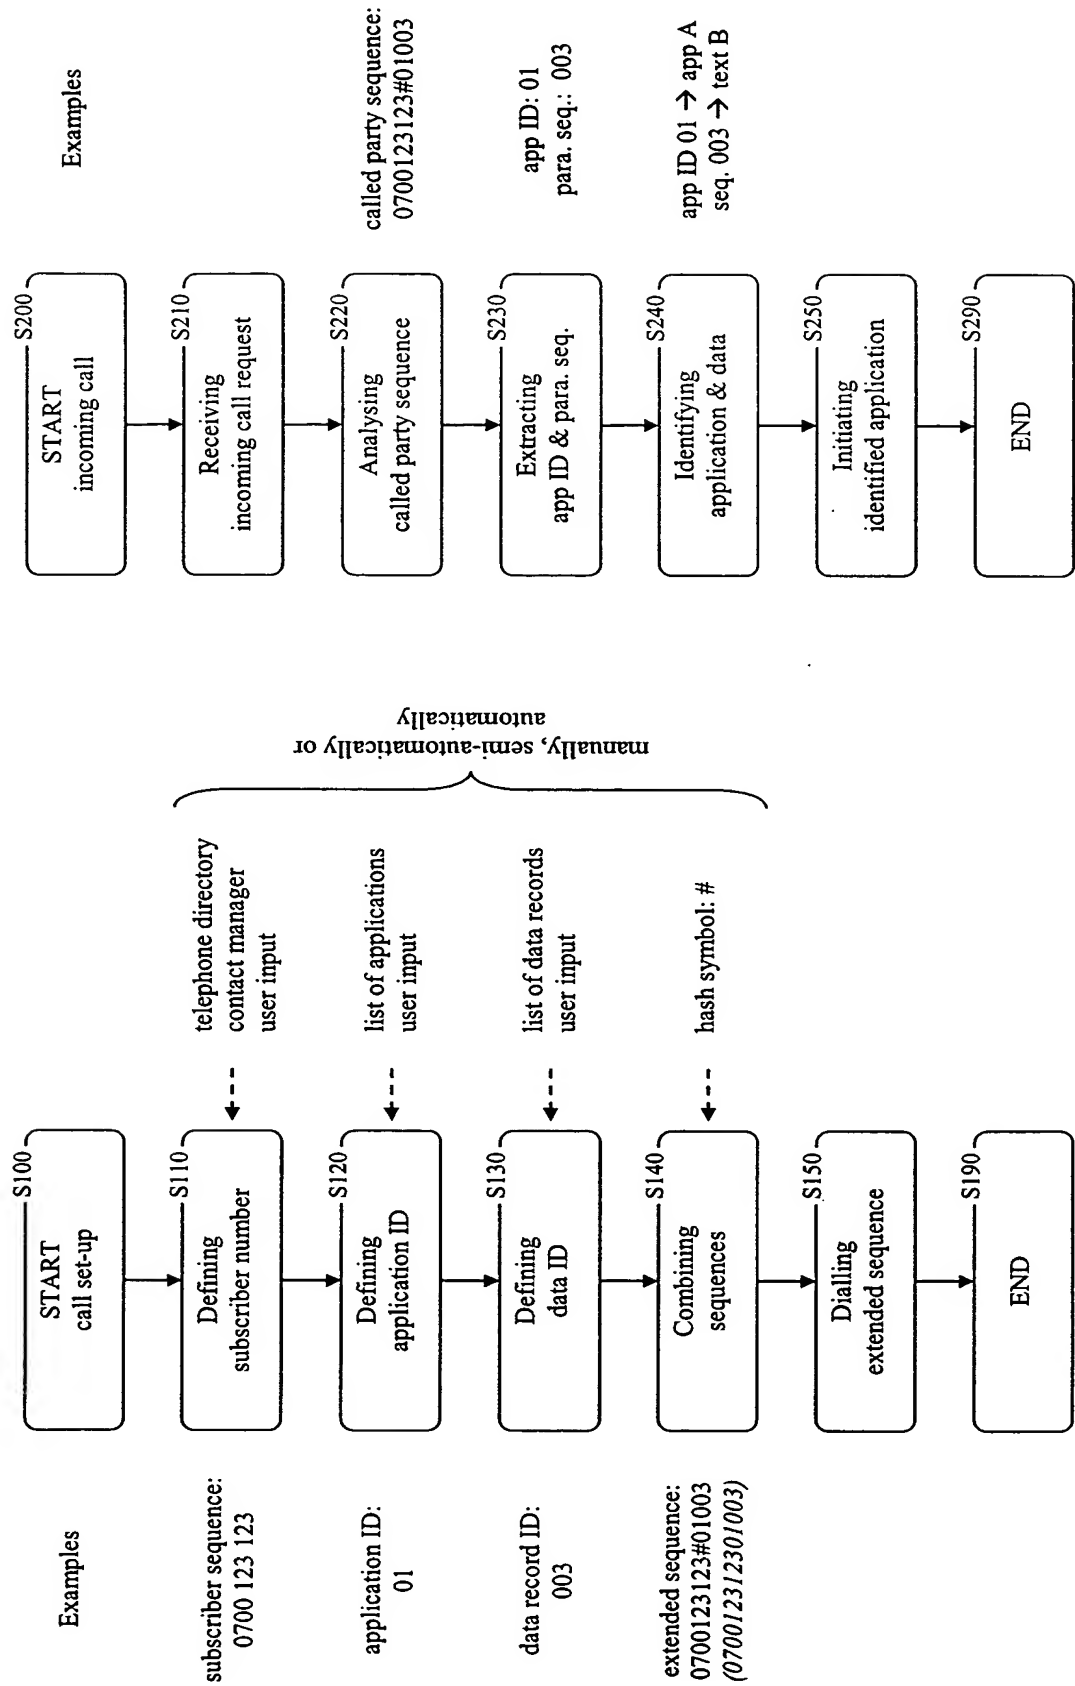 Examples
subscriber sequence:
0700 123 123
application ID:
01
data record ID:
003
extended sequence:
0700123123#01003
(070012312301003)
S100
START
call set-up
S110
Defining
subscriber number
S120
Defining
application ID
S130
Defining
data ID
S140
Combining
sequences
S150
Dialling
extended sequence
S190
END
telephone directory
contact manager
user input
list of applications
user input
list of data records
user input
hash symbol: #
manually, semi-automatically or
automatically
S200
START
incoming call
S210
Receiving
incoming call request
S220
Analysing
called party sequence
S230
Extracting
app ID & para. seq.
S240
Identifying
application & data
S250
Initiating
identified application
S290
END
Examples
called party sequence:
0700123123#01003
app ID: 01
para. seq.: 003
app ID 01 → app A
seq. 003 → text B